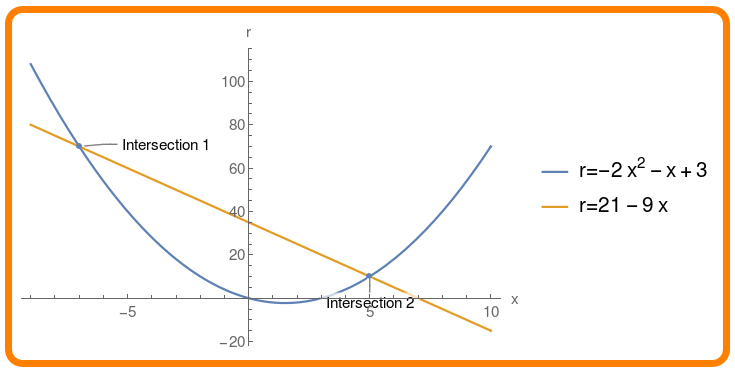 r
100
80
60
40
20
−20
−5
5
10
x
Intersection 1
Intersection 2
r=−2 x² − x + 3
r=21 − 9 x